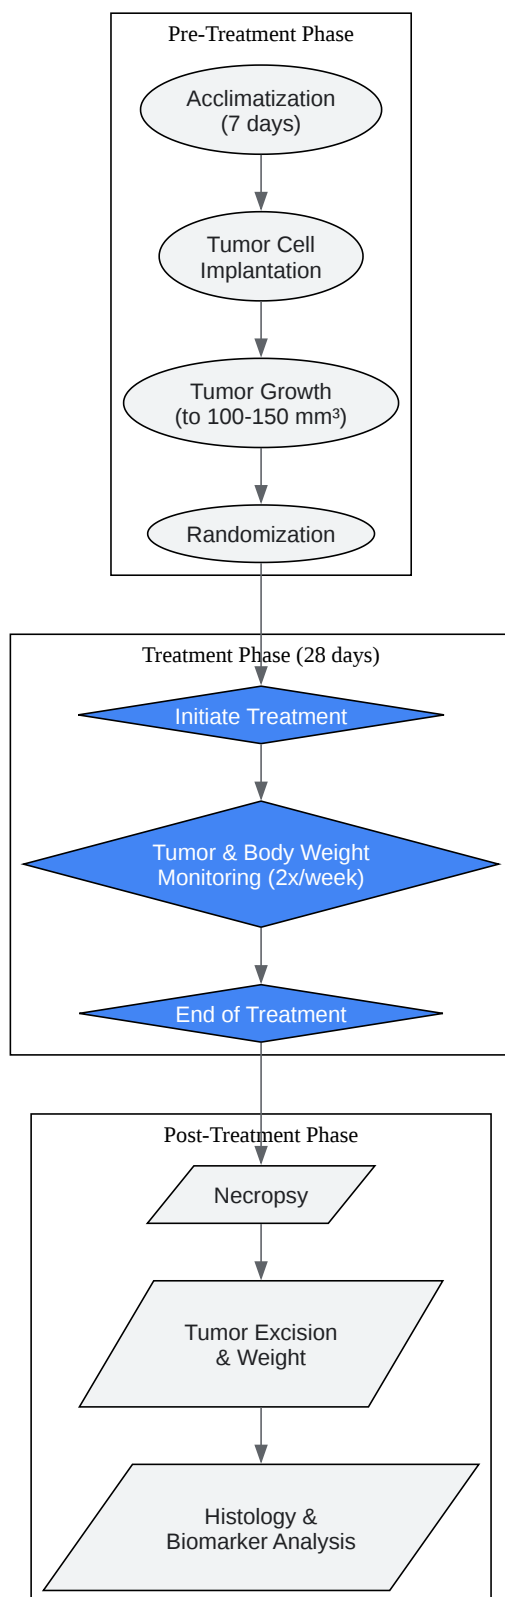 Pre-Treatment Phase
Acclimatization
(7 days)
Tumor Cell
Implantation
Tumor Growth
(to 100-150 mm³)
Randomization
Treatment Phase (28 days)
Initiate Treatment
Tumor & Body Weight
Monitoring (2x/week)
End of Treatment
Post-Treatment Phase
Necropsy
Tumor Excision
& Weight
Histology &
Biomarker Analysis